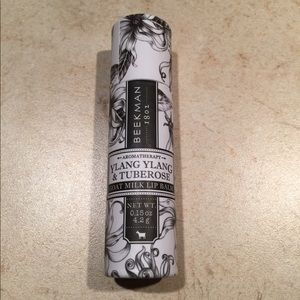 BEEKMAN
1802
AROMATHERAPY
YLANG YLANG
& TUBEROSE
GOAT MILK LIP BALM
NET WT.
0.15 oz
4.2 g